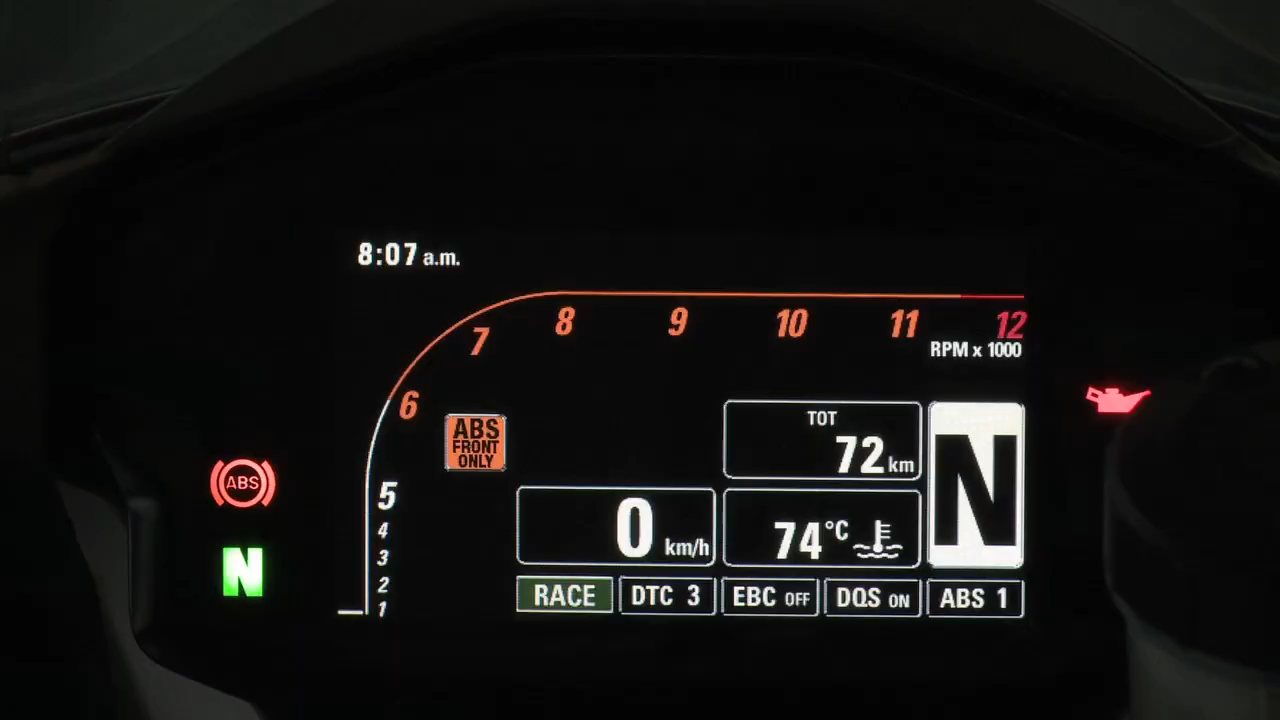 8:07 a.m.
7 8 9 10 11 12
RPM x 1000
6
ABS
FRONT
ONLY
TOT
72 km
N
ABS
5
4
3
2
1
0 km/h
74 °C
N
RACE
DTC 3
EBC OFF
DQS ON
ABS 1